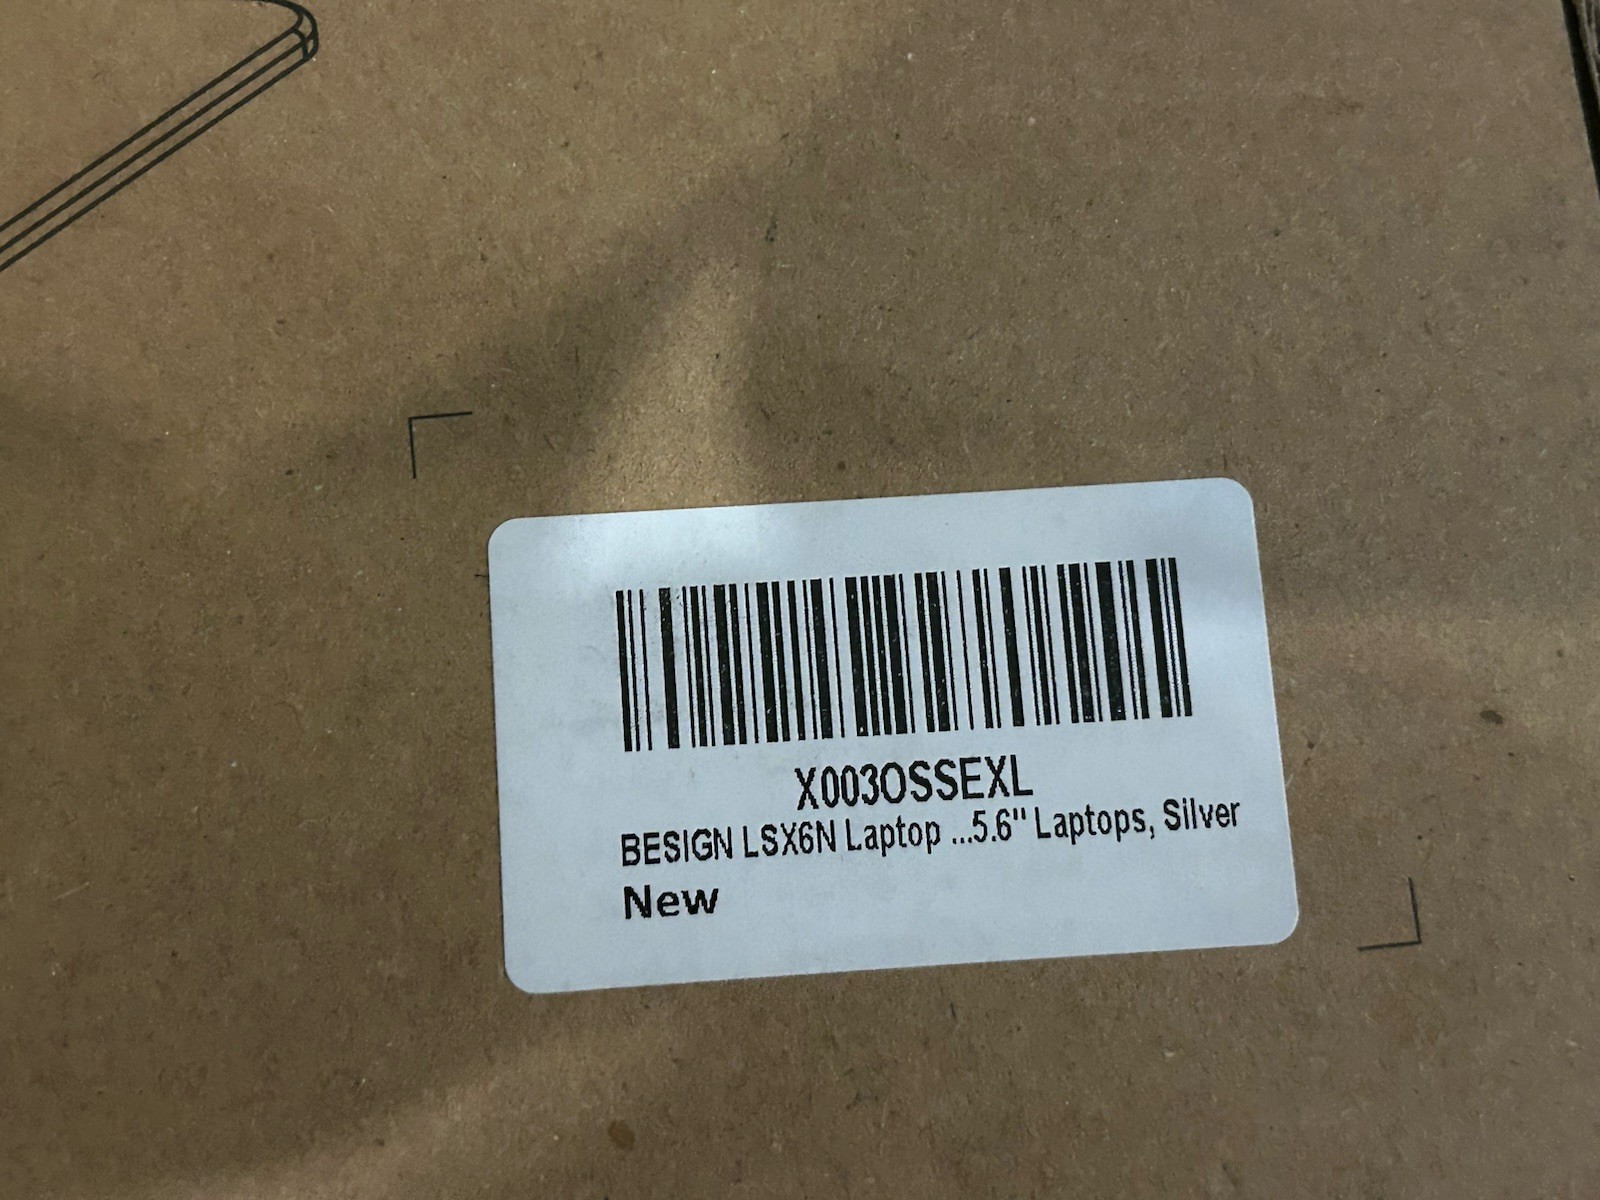 X003OSSEXL
BESIGN LSX6N Laptop ...5.6" Laptops, Silver
New